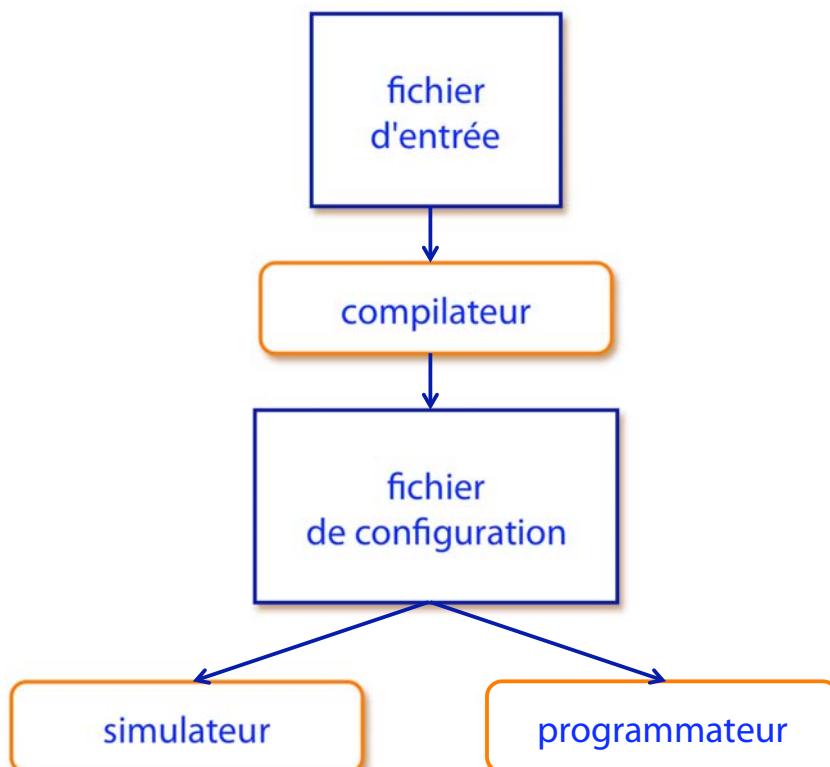 fichier
d'entrée
compilateur
fichier
de configuration
simulateur
programmateur